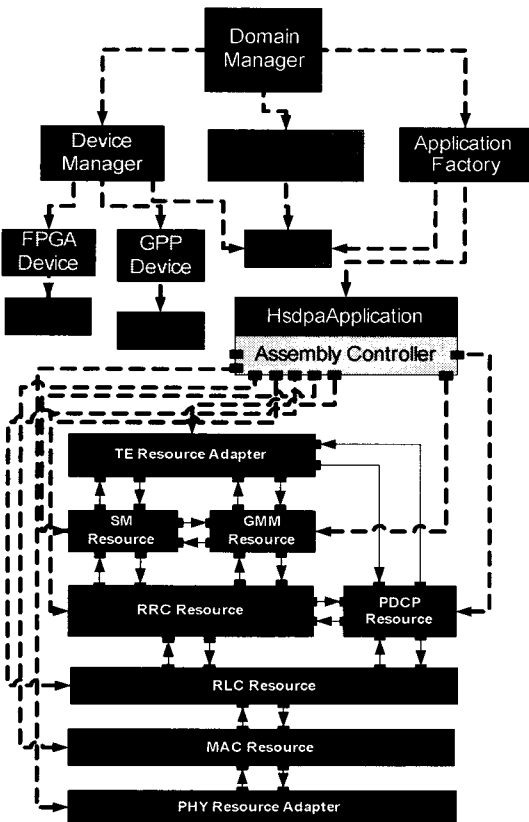 Domain
Manager
Device
Manager
Application
Factory
FPGA
Device
GPP
Device
HsdpaApplication
Assembly Controller
TE Resource Adapter
SM
Resource
GMM
Resource
RRC Resource
PDCP
Resource
RLC Resource
MAC Resource
PHY Resource Adapter